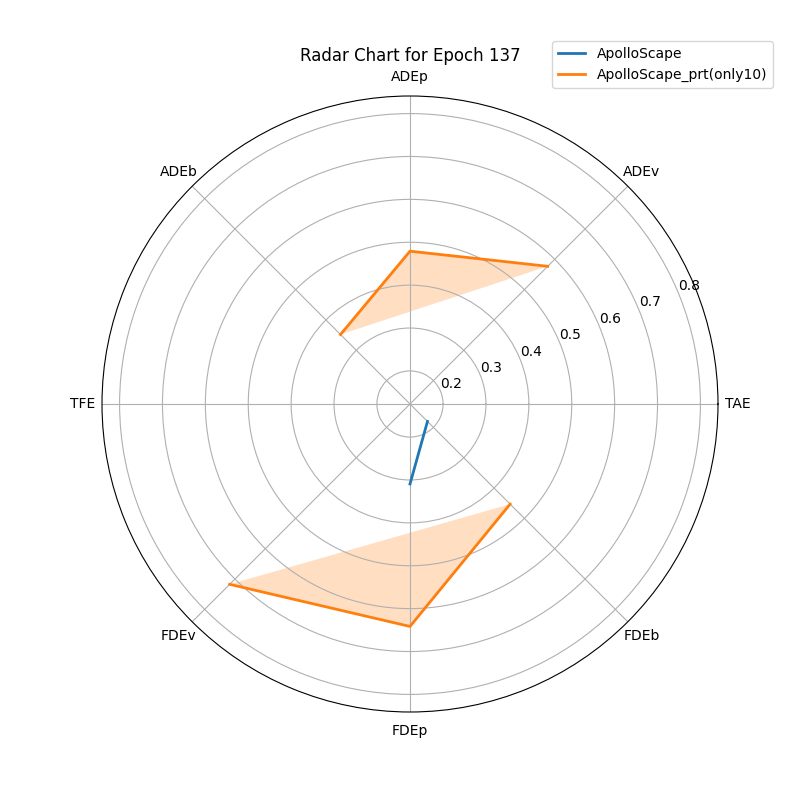 Radar Chart for Epoch 137
ApolloScape
ApolloScape_prt(only10)
ADEp
ADEb
ADEv
0.8
0.7
0.6
0.5
0.4
0.3
0.2
TFE
TAE
FDEv
FDEb
FDEp